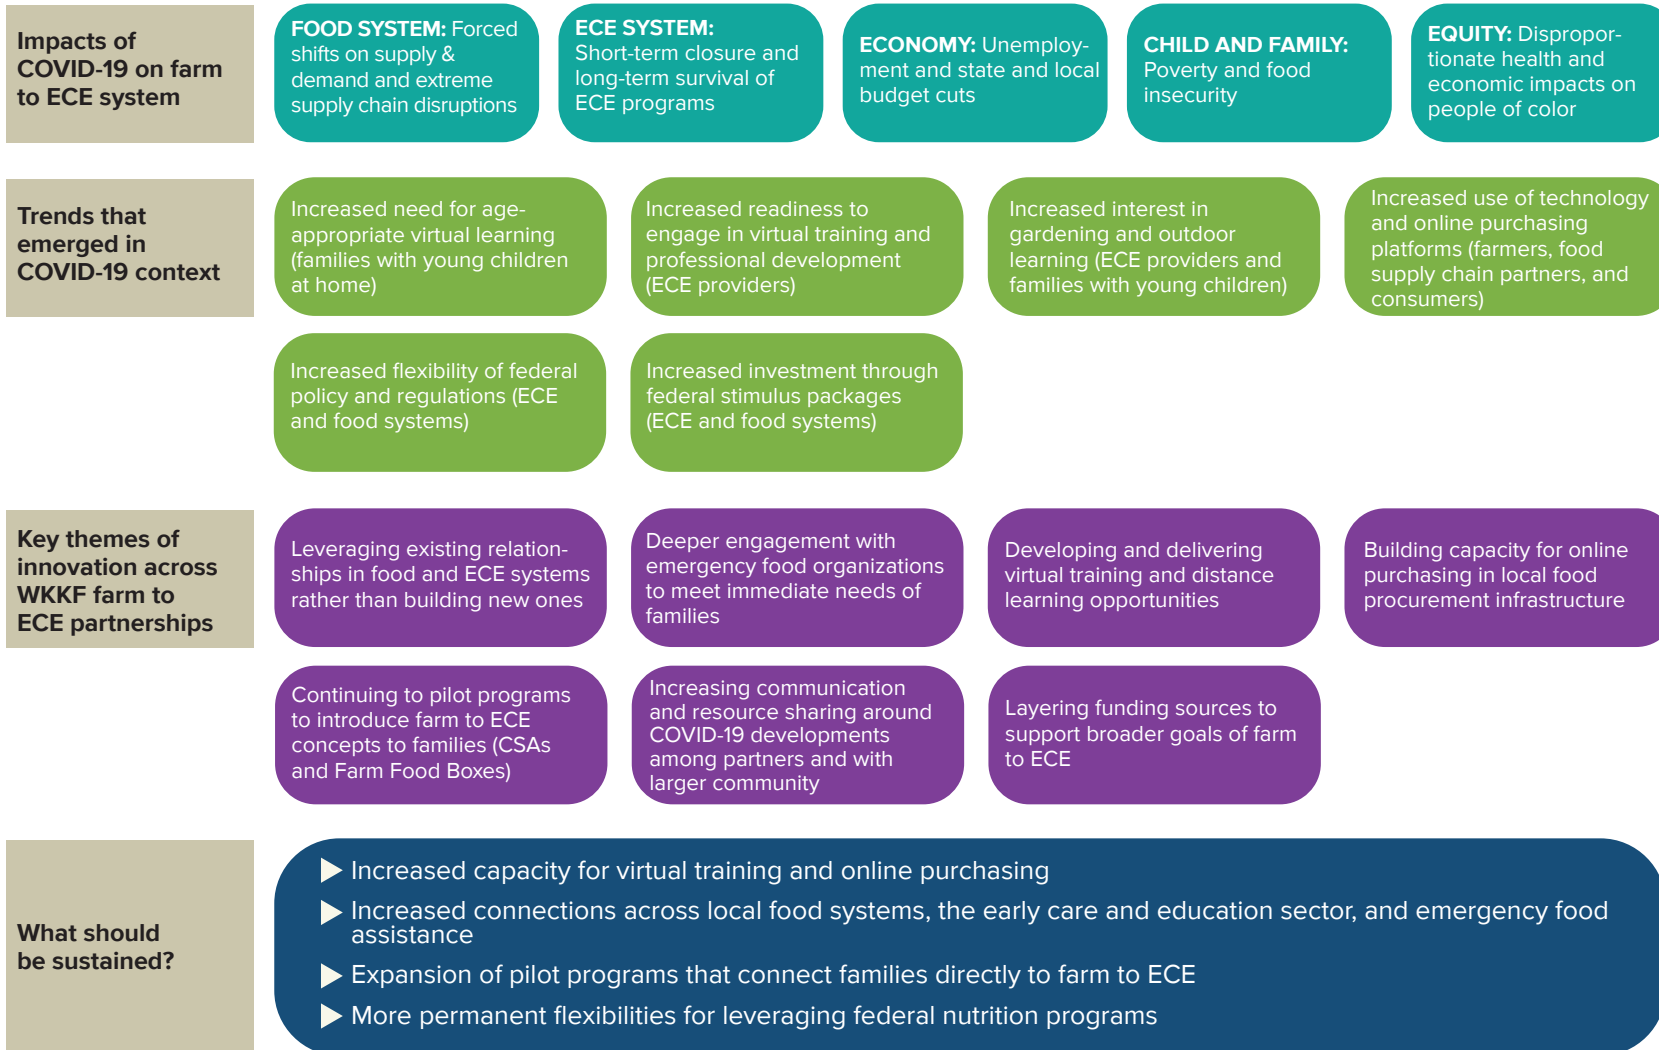 Impacts of
COVID-19 on farm
to ECE system
FOOD SYSTEM: Forced
shifts on supply &
demand and extreme
supply chain disruptions
ECE SYSTEM:
Short-term closure and
long-term survival of
ECE programs
ECONOMY: Unemploy-
ment and state and local
budget cuts
CHILD AND FAMILY:
Poverty and food
insecurity
EQUITY: Dispropor-
tionate health and
economic impacts on
people of color
Trends that
emerged in
COVID-19 context
Increased need for age-
appropriate virtual learning
(families with young children
at home)
Increased readiness to
engage in virtual training and
professional development
(ECE providers)
Increased interest in
gardening and outdoor
learning (ECE providers and
families with young children)
Increased use of technology
and online purchasing
platforms (farmers, food
supply chain partners, and
consumers)
Increased flexibility of federal
policy and regulations (ECE
and food systems)
Increased investment through
federal stimulus packages
(ECE and food systems)
Key themes of
innovation across
WKKF farm to
ECE partnerships
Leveraging existing relation-
ships in food and ECE systems
rather than building new ones
Deeper engagement with
emergency food organizations
to meet immediate needs of
families
Developing and delivering
virtual training and distance
learning opportunities
Building capacity for online
purchasing in local food
procurement infrastructure
Continuing to pilot programs
to introduce farm to ECE
concepts to families (CSAs
and Farm Food Boxes)
Increasing communication
and resource sharing around
COVID-19 developments
among partners and with
larger community
Layering funding sources to
support broader goals of farm
to ECE
What should
be sustained?
Increased capacity for virtual training and online purchasing
Increased connections across local food systems, the early care and education sector, and emergency food
assistance
Expansion of pilot programs that connect families directly to farm to ECE
More permanent flexibilities for leveraging federal nutrition programs